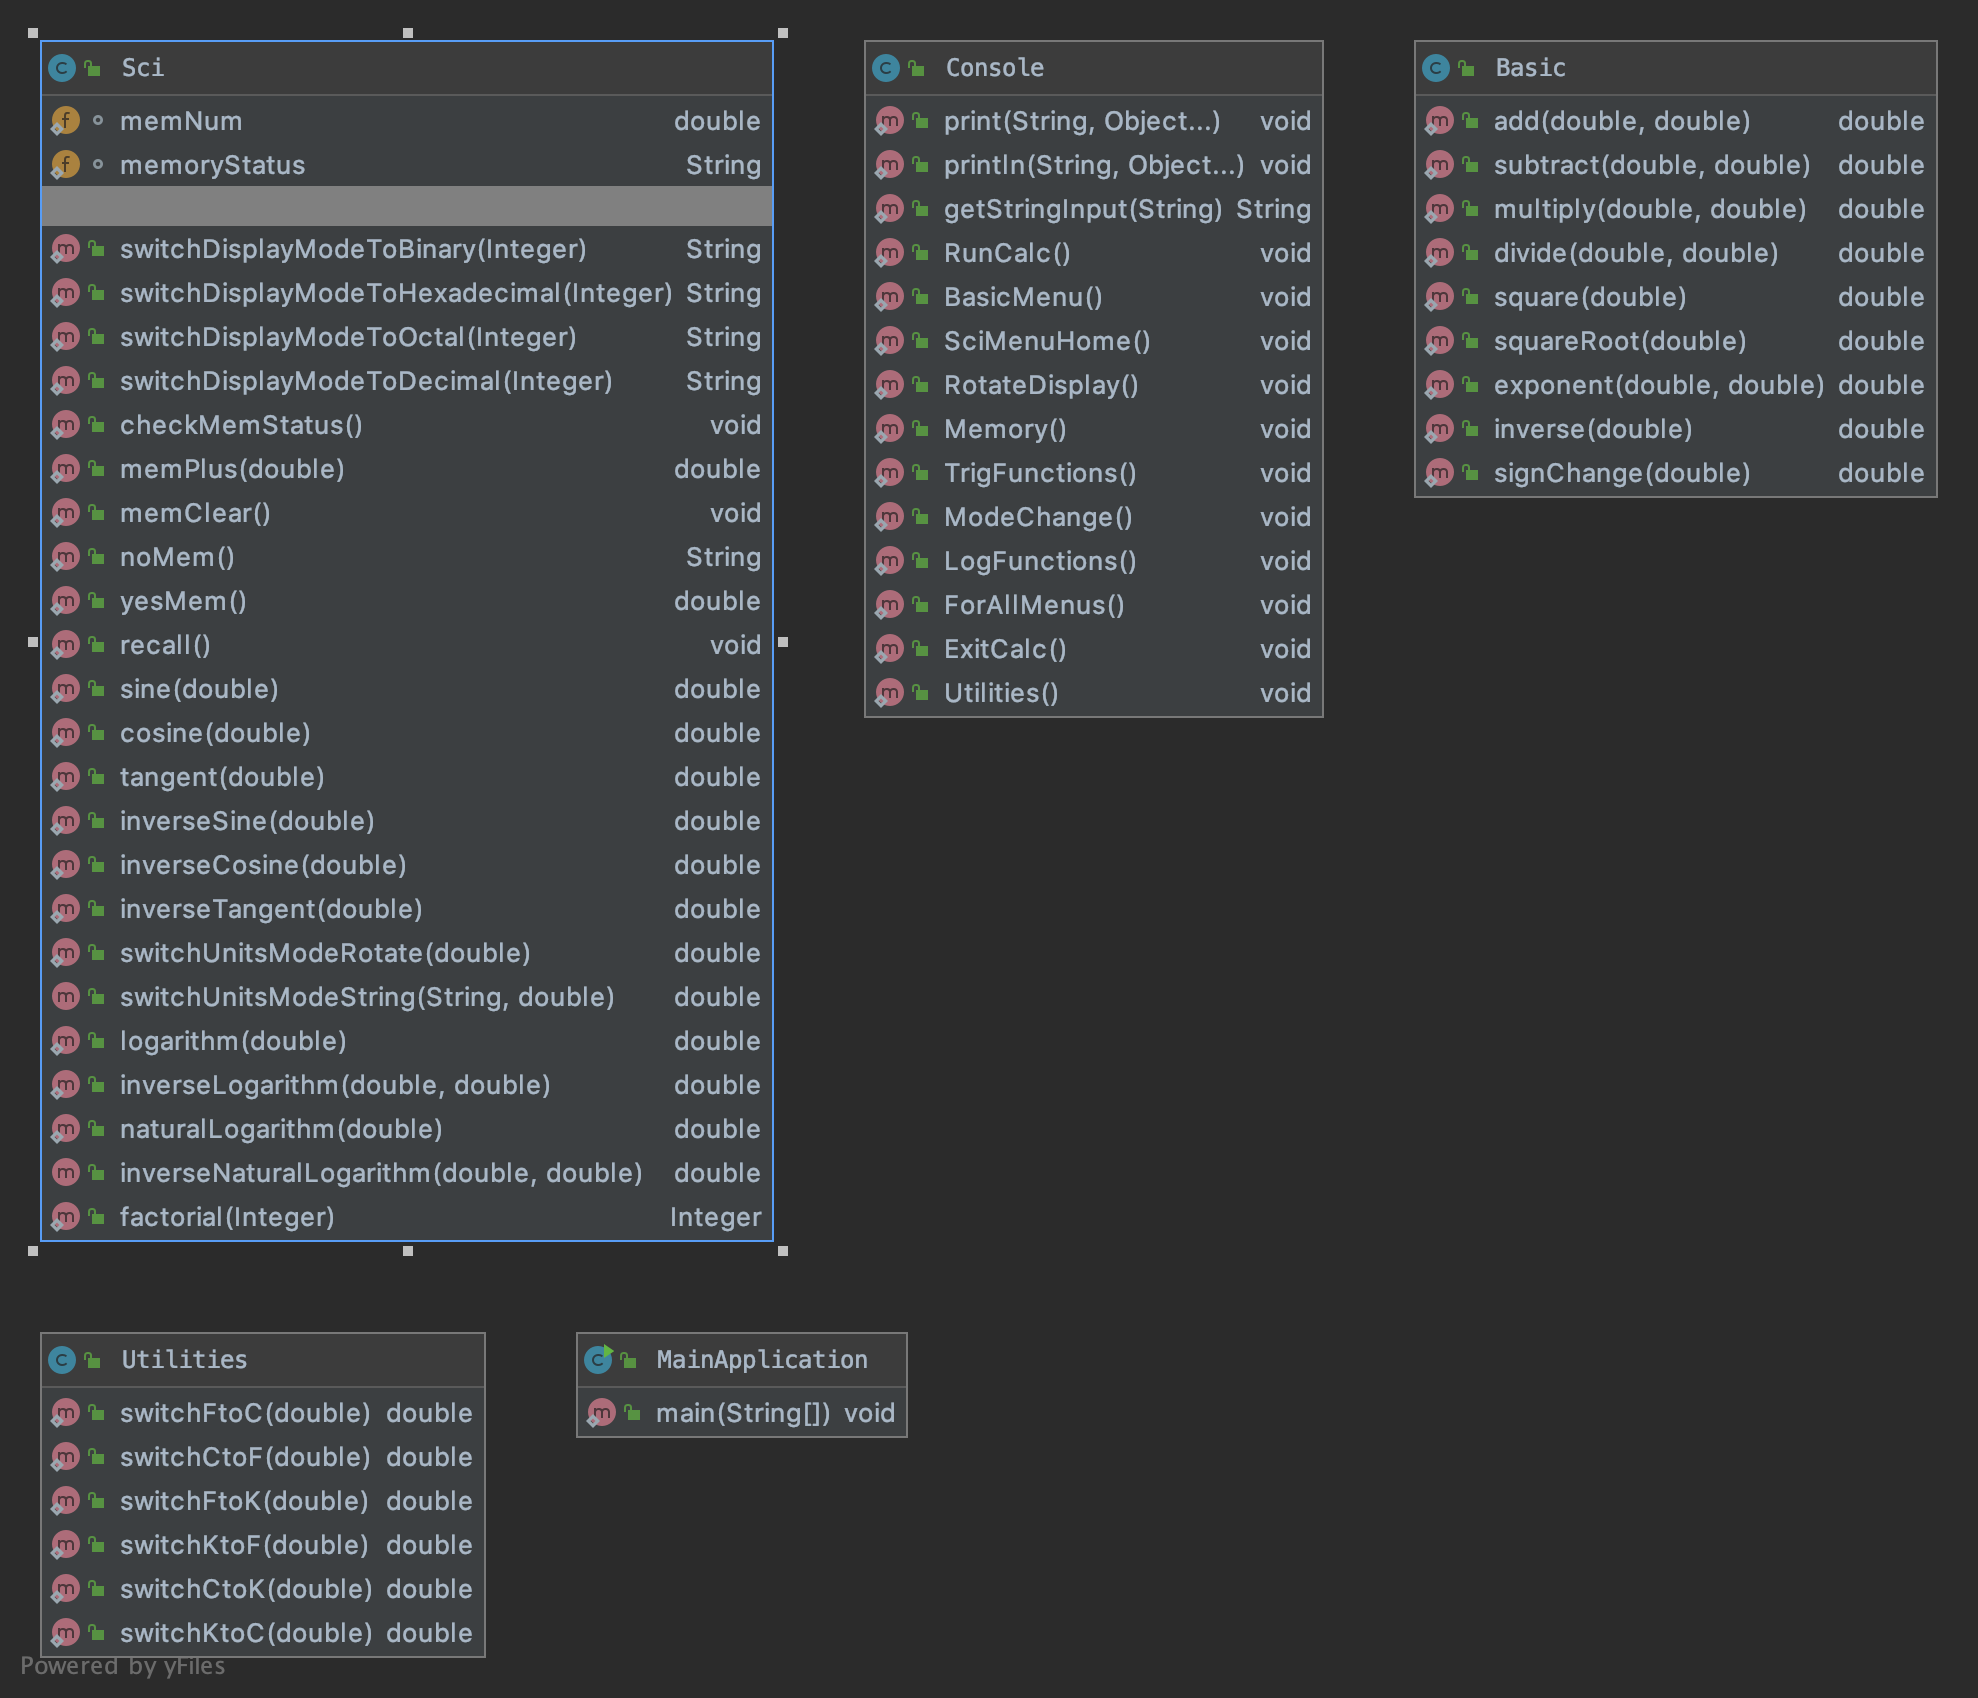 Sci
memNum double
memoryStatus String
switchDisplayModeToBinary(Integer) String
switchDisplayModeToHexadecimal(Integer) String
switchDisplayModeToOctal(Integer) String
switchDisplayModeToDecimal(Integer) String
checkMemStatus() void
memPlus(double) double
memClear() void
noMem() String
yesMem() double
recall() void
sine(double) double
cosine(double) double
tangent(double) double
inverseSine(double) double
inverseCosine(double) double
inverseTangent(double) double
switchUnitsModeRotate(double) double
switchUnitsModeString(String, double) double
logarithm(double) double
inverseLogarithm(double, double) double
naturalLogarithm(double) double
inverseNaturalLogarithm(double, double) double
factorial(Integer) Integer
Console
print(String, Object...) void
println(String, Object...) void
getStringInput(String) String
RunCalc() void
BasicMenu() void
SciMenuHome() void
RotateDisplay() void
Memory() void
TrigFunctions() void
ModeChange() void
LogFunctions() void
ForAllMenus() void
ExitCalc() void
Utilities() void
Basic
add(double, double) double
subtract(double, double) double
multiply(double, double) double
divide(double, double) double
square(double) double
squareRoot(double) double
exponent(double, double) double
inverse(double) double
signChange(double) double
Utilities
switchFtoC(double) double
switchCtoF(double) double
switchFtoK(double) double
switchKtoF(double) double
switchCtoK(double) double
switchKtoC(double) double
MainApplication
main(String[]) void
Powered by yFiles